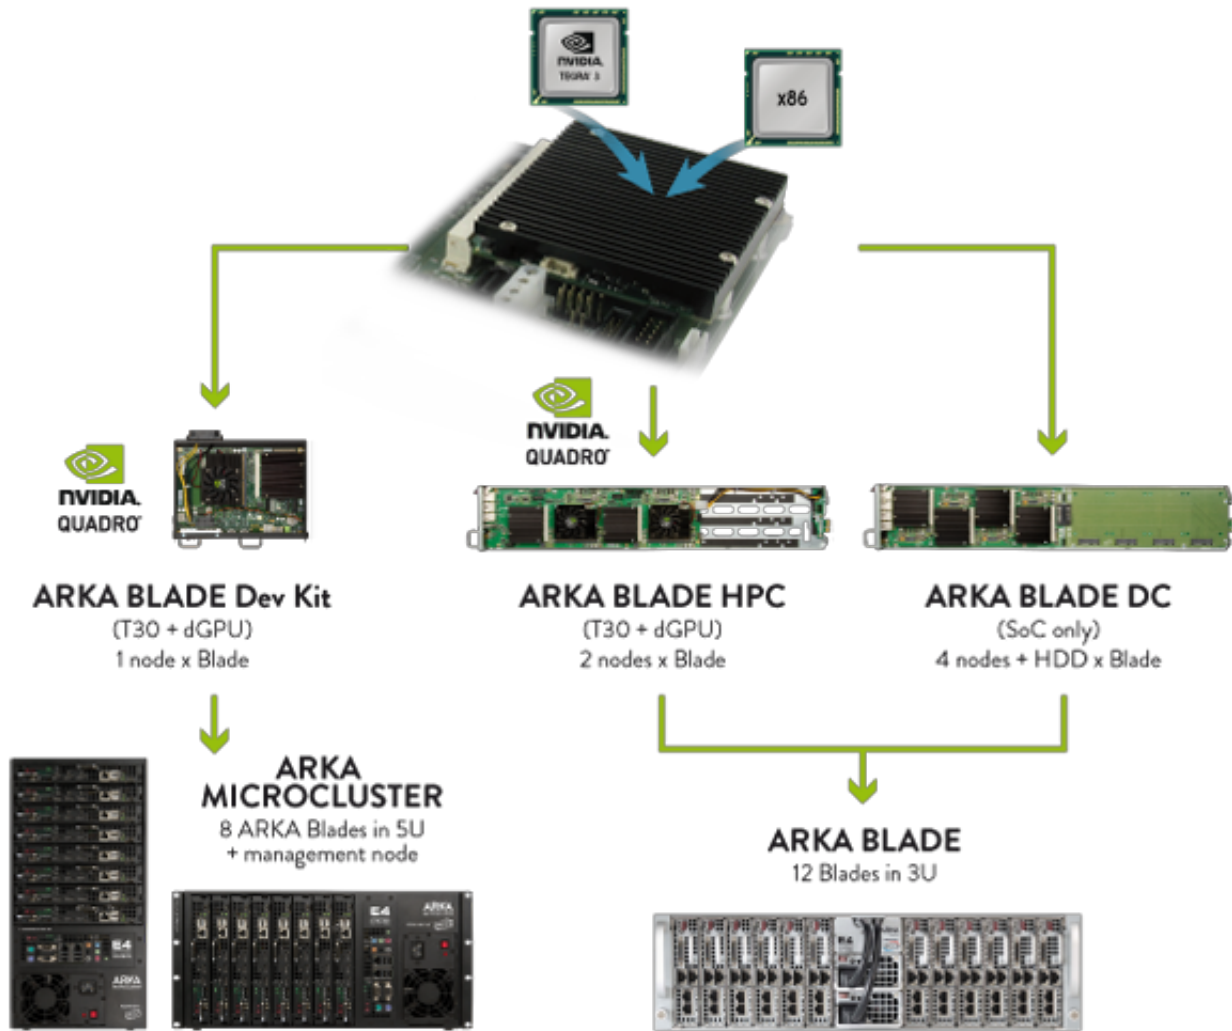 NVIDIA.
TEGRA® 3
x86
NVIDIA.
QUADRO®
NVIDIA.
QUADRO®
ARKA BLADE Dev Kit
(T30 + dGPU)
1 node x Blade
ARKA BLADE HPC
(T30 + dGPU)
2 nodes x Blade
ARKA BLADE DC
(SoC only)
4 nodes + HDD x Blade
ARKA
MICROCLUSTER
8 ARKA Blades in 5U
+ management node
ARKA BLADE
12 Blades in 3U
E4
ARKA
E4
ARKA
E4